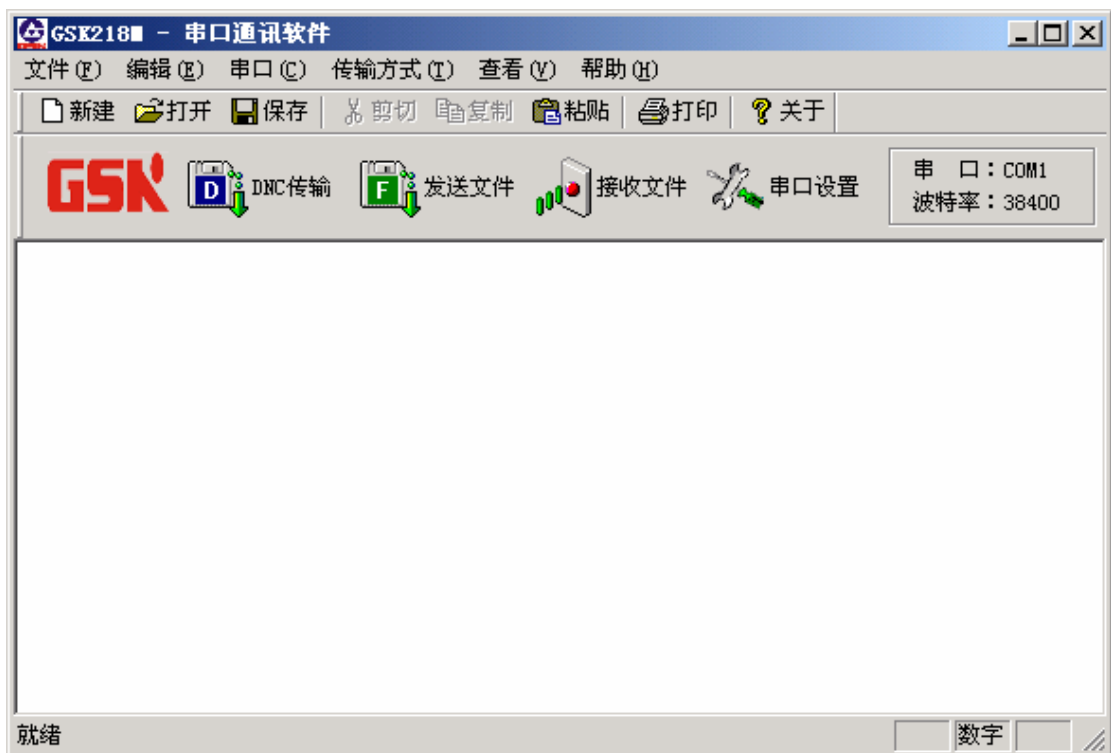 GSK218M - 串口通讯软件
文件(F) 编辑(E) 串口(C) 传输方式(T) 查看(V) 帮助(H)
新建 打开 保存 剪切 复制 粘贴 打印 关于
GSK D DNC传输 F 发送文件 接收文件 串口设置
串 口：COM1
波特率：38400
就绪 数字